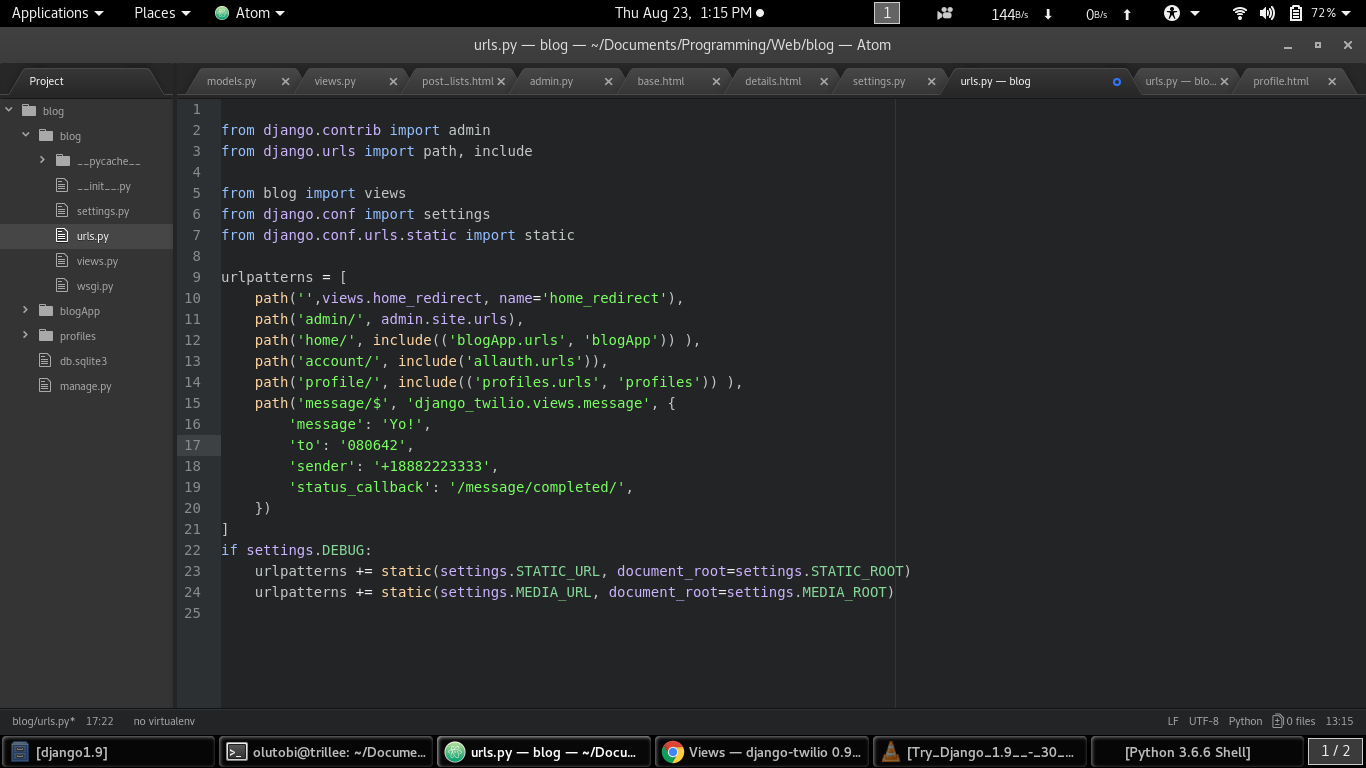 Applications Places Atom Thu Aug 23, 1:15 PM 1 144B/s 0B/s 72%
urls.py — blog — ~/Documents/Programming/Web/blog — Atom
Project models.py views.py post_lists.html admin.py base.html details.html settings.py urls.py — blog urls.py — blo... profile.html
blog
blog
__pycache__
__init__.py
settings.py
urls.py
views.py
wsgi.py
blogApp
profiles
db.sqlite3
manage.py
1
2 from django.contrib import admin
3 from django.urls import path, include
4
5 from blog import views
6 from django.conf import settings
7 from django.conf.urls.static import static
8
9 urlpatterns = [
10     path('',views.home_redirect, name='home_redirect'),
11     path('admin/', admin.site.urls),
12     path('home/', include(('blogApp.urls', 'blogApp')) ),
13     path('account/', include('allauth.urls')),
14     path('profile/', include(('profiles.urls', 'profiles')) ),
15     path('message/$', 'django_twilio.views.message', {
16         'message': 'Yo!',
17         'to': '080642',
18         'sender': '+18882223333',
19         'status_callback': '/message/completed/',
20     })
21 ]
22 if settings.DEBUG:
23     urlpatterns += static(settings.STATIC_URL, document_root=settings.STATIC_ROOT)
24     urlpatterns += static(settings.MEDIA_URL, document_root=settings.MEDIA_ROOT)
25
blog/urls.py* 17:22 no virtualenv LF UTF-8 Python 0 files 13:15
[django1.9] olutobi@trillee: ~/Docume... urls.py — blog — ~/Docu... Views — django-twilio 0.9... [Try_Django_1.9__-_30_... [Python 3.6.6 Shell] 1 / 2